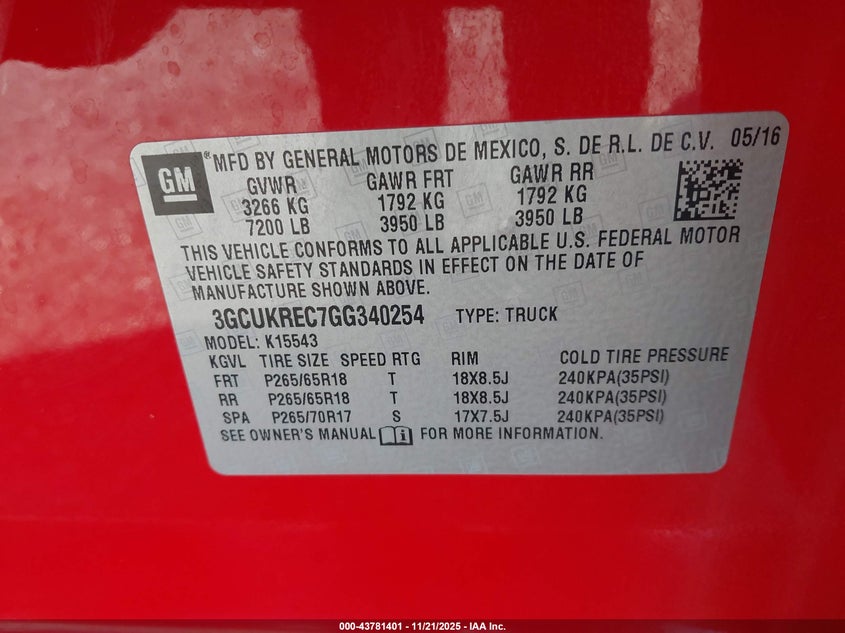 GM ® MFD BY GENERAL MOTORS DE MEXICO, S. DE R.L. DE C.V. 05/16
GVWR GAWR FRT GAWR RR
3266 KG 1792 KG 1792 KG
7200 LB 3950 LB 3950 LB
THIS VEHICLE CONFORMS TO ALL APPLICABLE U.S. FEDERAL MOTOR
VEHICLE SAFETY STANDARDS IN EFFECT ON THE DATE OF
MANUFACTURE SHOWN ABOVE.
3GCUKREC7GG340254 TYPE: TRUCK
MODEL: K15543
KGVL TIRE SIZE SPEED RTG RIM COLD TIRE PRESSURE
FRT P265/65R18 T 18X8.5J 240KPA(35PSI)
RR P265/65R18 T 18X8.5J 240KPA(35PSI)
SPA P265/70R17 S 17X7.5J 240KPA(35PSI)
SEE OWNER'S MANUAL FOR MORE INFORMATION.
000-43781401 - 11/21/2025 - IAA Inc.